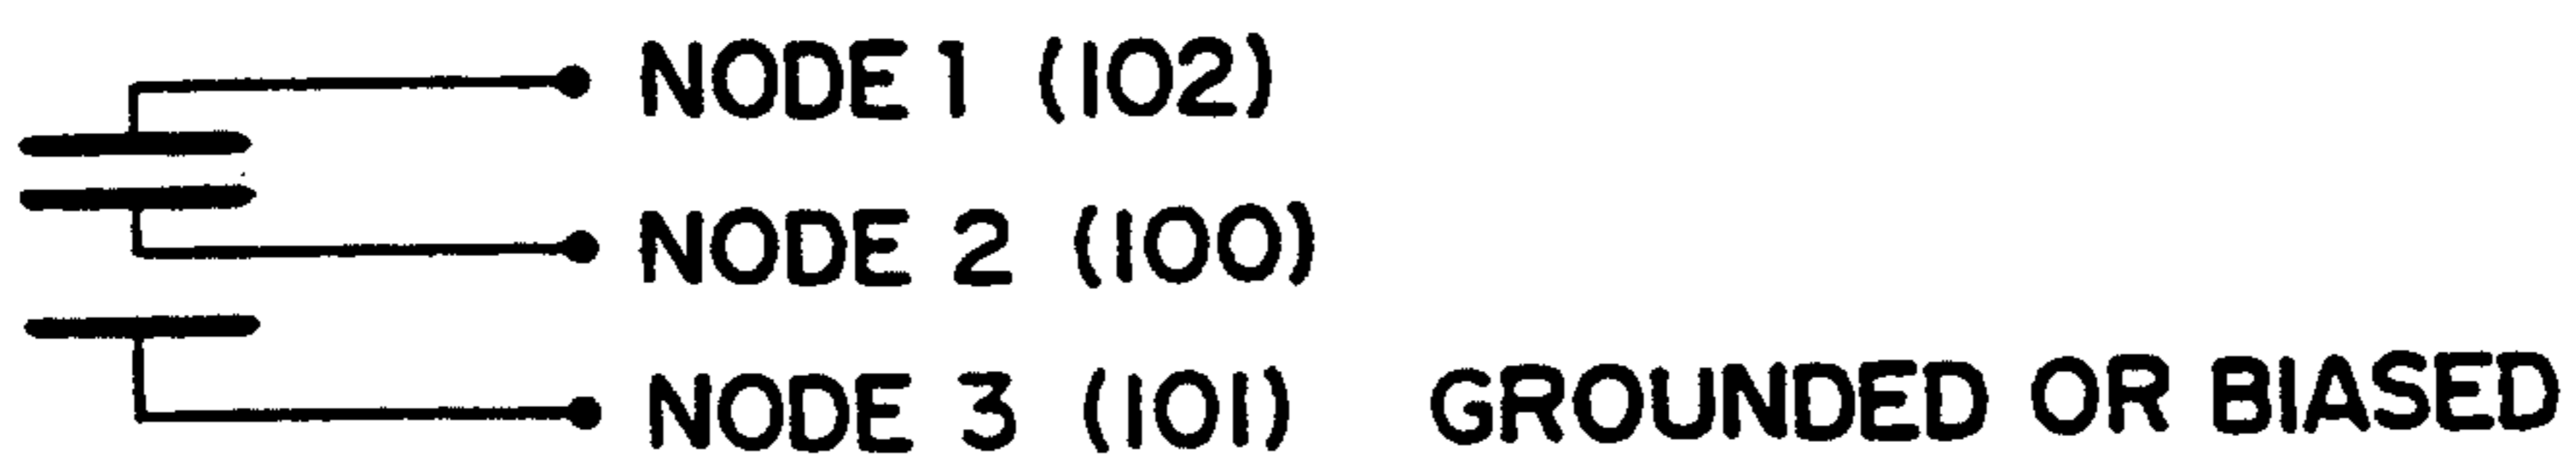 NODE 1 (102)
NODE 2 (100)
NODE 3 (101) GROUNDED OR BIASED